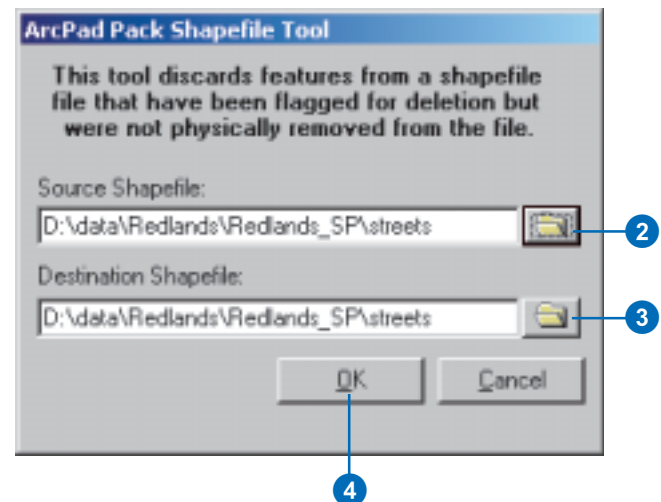 ArcPad Pack Shapefile Tool
This tool discards features from a shapefile
file that have been flagged for deletion but
were not physically removed from the file.
Source Shapefile:
D:\data\Redlands\Redlands_SP\streets
2
Destination Shapefile:
D:\data\Redlands\Redlands_SP\streets
3
OK
Cancel
4